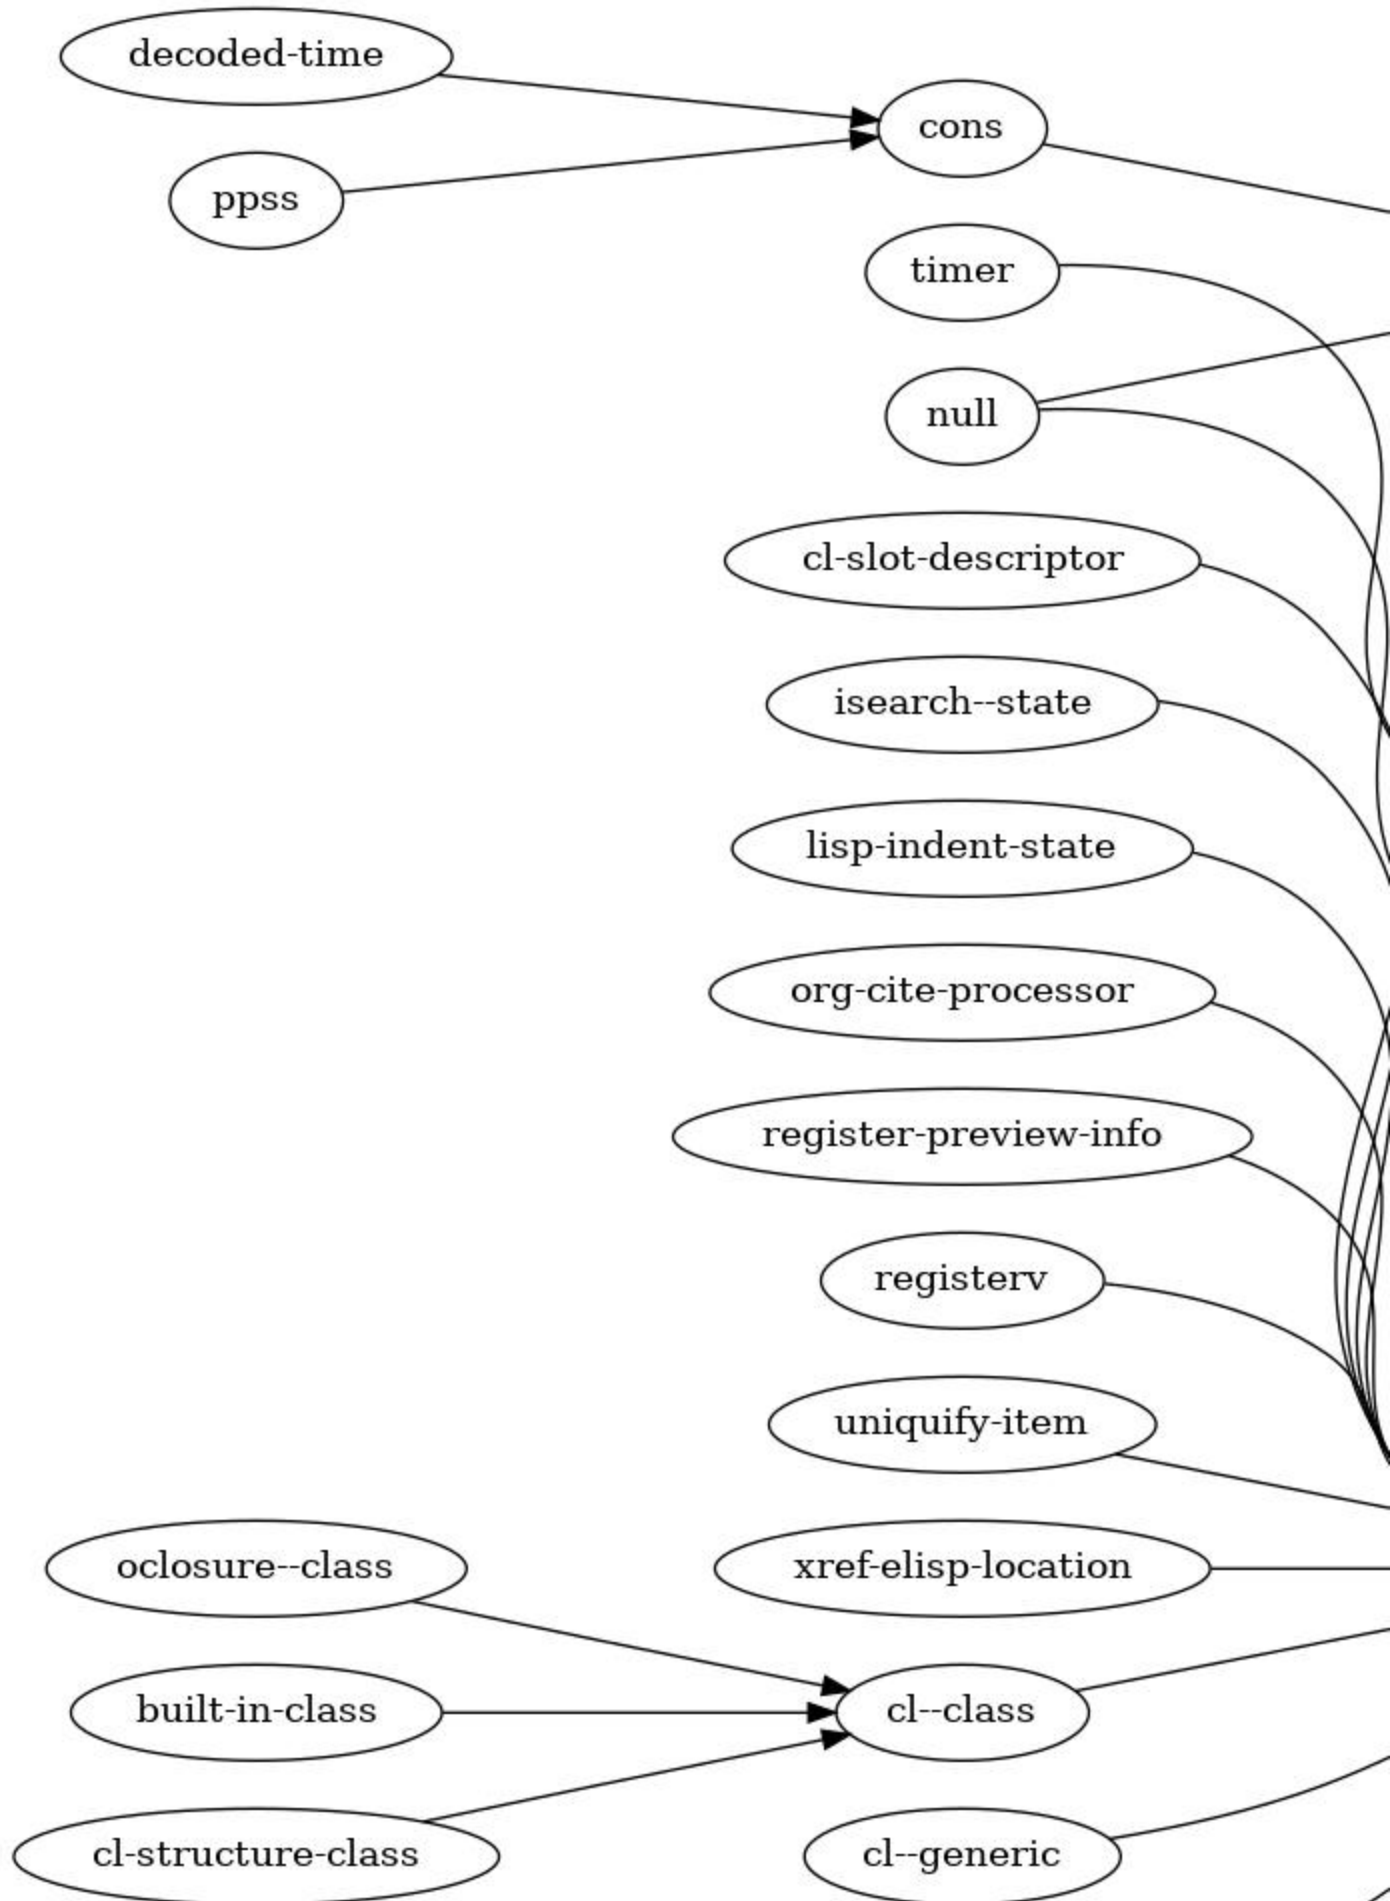 decoded-time
cons
ppss
timer
null
cl-slot-descriptor
isearch--state
lisp-indent-state
org-cite-processor
register-preview-info
registerv
uniquify-item
oclosure--class
xref-elisp-location
built-in-class
cl--class
cl-structure-class
cl--generic